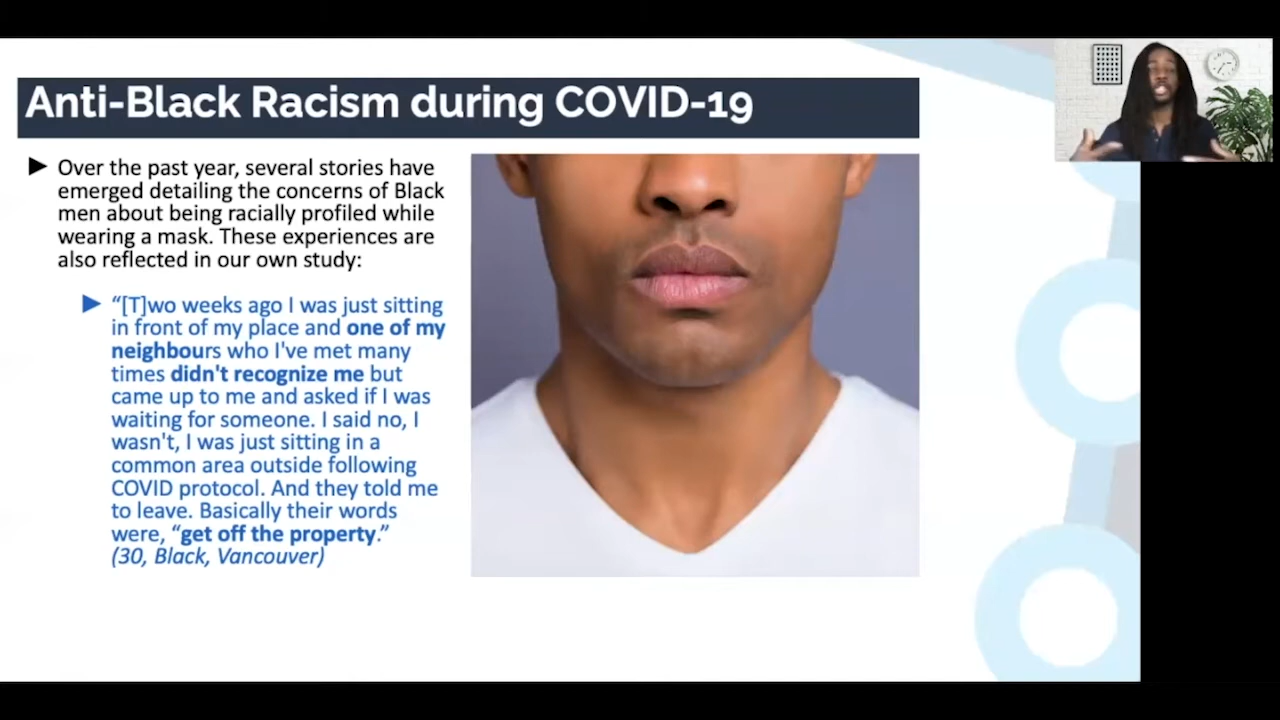 Anti-Black Racism during COVID-19
▶ Over the past year, several stories have
emerged detailing the concerns of Black
men about being racially profiled while
wearing a mask. These experiences are
also reflected in our own study:
▶ “[T]wo weeks ago I was just sitting
in front of my place and one of my
neighbours who I've met many
times didn't recognize me but
came up to me and asked if I was
waiting for someone. I said no, I
wasn't, I was just sitting in a
common area outside following
COVID protocol. And they told me
to leave. Basically their words
were, “get off the property.”
(30, Black, Vancouver)